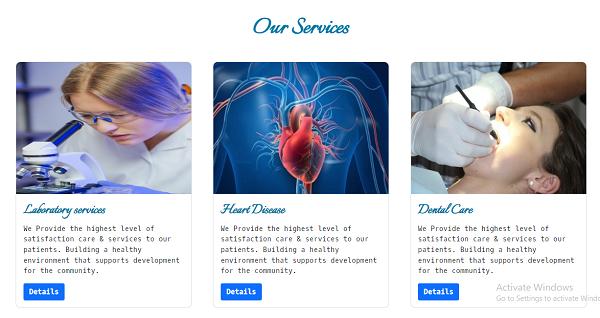 Our Services
Laboratory services
We Provide the highest level of
satisfaction care & services to our
patients. Building a healthy
environment that supports development
for the community.
Details
Heart Disease
We Provide the highest level of
satisfaction care & services to our
patients. Building a healthy
environment that supports development
for the community.
Details
Dental Care
We Provide the highest level of
satisfaction care & services to our
patients. Building a healthy
environment that supports development
for the community.
Details
Activate Windows
Go to Settings to activate Windo